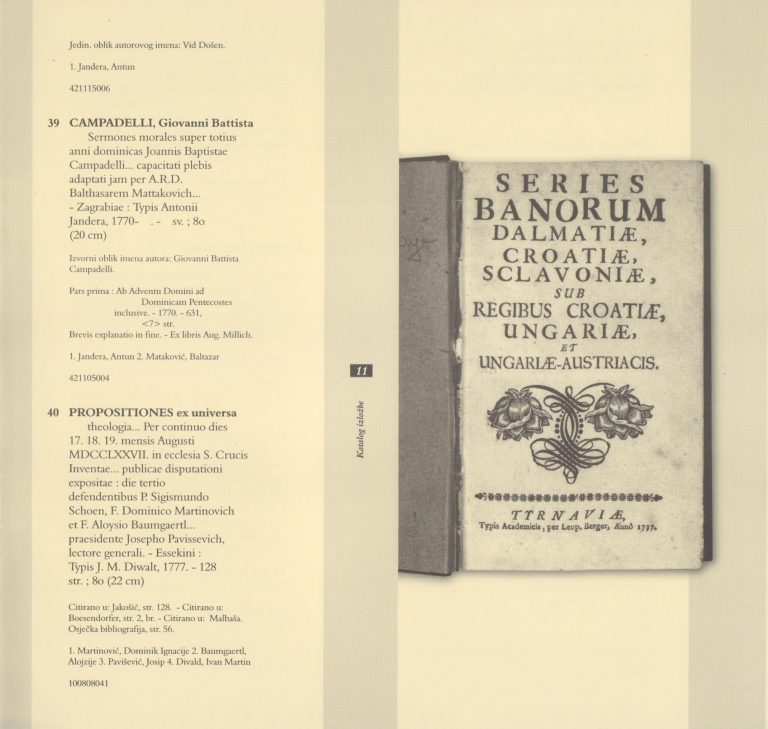 Jedin. oblik autorovog imena: Vid Došen.
1. Jandera, Antun
421115006
39 CAMPADELLI, Giovanni Battista
Sermones morales super totius
anni dominicas Joannis Baptistae
Campadelli... capacitati plebis
adaptati jam per A.R.D.
Balthasarem Mattakovich...
- Zagrabiae : Typis Antonii
Jandera, 1770- . - sv. ; 8o
(20 cm)
Izvorni oblik imena autora: Giovanni Battista
Campadelli.
Pars prima : Ab Adventu Domini ad
Dominicam Pentecostes
inclusive. - 1770. - 631,
<7> str.
Brevis explanatio in fine. - Ex libris Aug. Millich.
1. Jandera, Antun 2. Mataković, Baltazar
421105004
40 PROPOSITIONES ex universa
theologia... Per continuo dies
17. 18. 19. mensis Augusti
MDCCLXXVII. in ecclesia S. Crucis
Inventae... publicae disputationi
expositae : die tertio
defendentibus P. Sigismundo
Schoen, F. Dominico Martinovich
et F. Aloysio Baumgaertl...
praesidente Josepho Pavissevich,
lectore generali. - Essekini :
Typis J. M. Diwalt, 1777. - 128
str. ; 8o (22 cm)
Citirano u: Jakošić, str. 128. - Citirano u:
Boesendorfer, str. 2, br. - Citirano u: Malbaša.
Osječka bibliografija, str. 56.
1. Martinović, Dominik Ignacije 2. Baumgaertl,
Alojzije 3. Pavišević, Josip 4. Divald, Ivan Martin
100808041
11
Katalog izložbe
SERIES
BANORUM
DALMATIÆ,
CROATIÆ,
SCLAVONIÆ,
SUB
REGIBUS CROATIÆ,
UNGARIÆ,
ET
UNGARIÆ-AUSTRIACIS.
TYRNAVIÆ,
Typis Academicis, per Leop. Berger, Anno 1737.